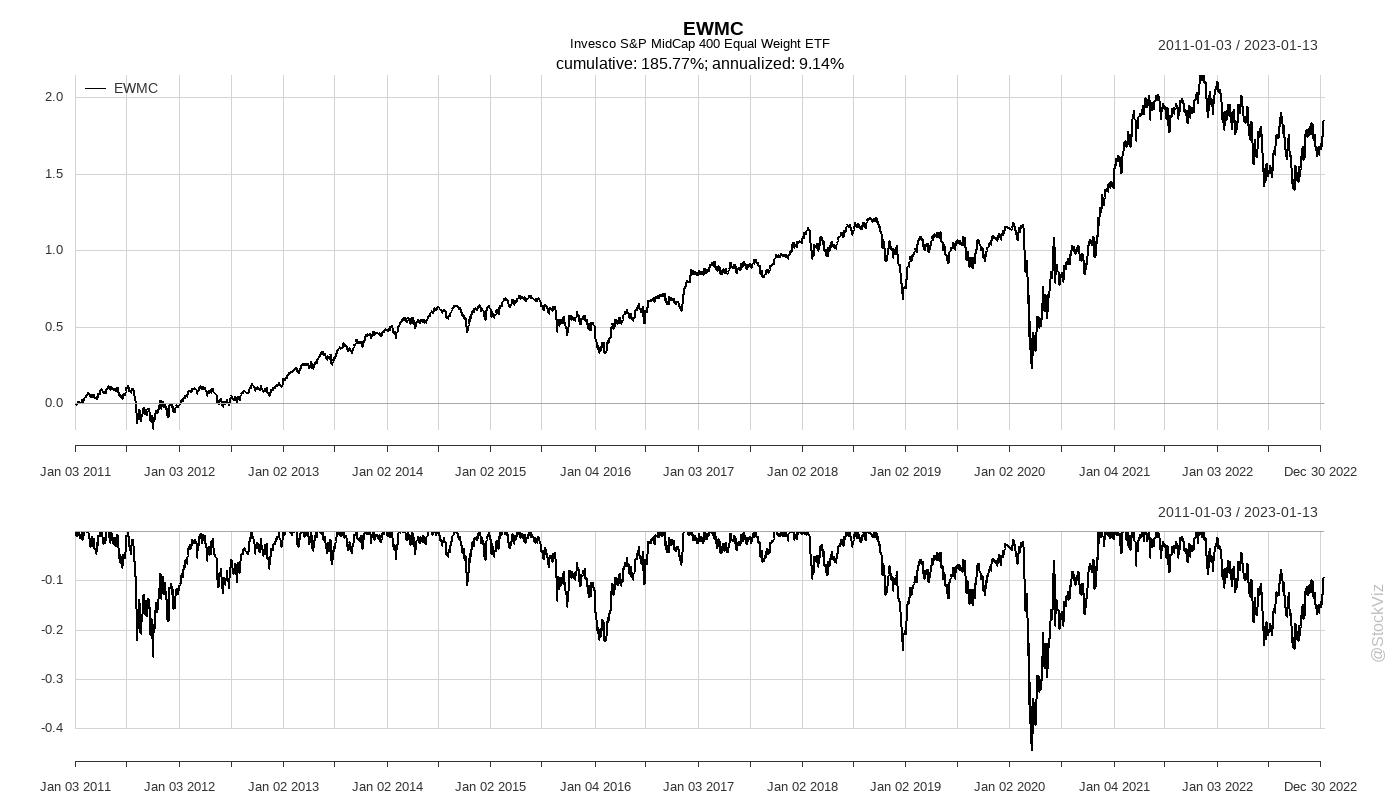 EWMC
Invesco S&P MidCap 400 Equal Weight ETF
2011-01-03 / 2023-01-13
cumulative: 185.77%; annualized: 9.14%
EWMC
2.0
1.5
1.0
0.5
0.0
Jan 03 2011 Jan 03 2012 Jan 02 2013 Jan 02 2014 Jan 02 2015 Jan 04 2016 Jan 03 2017 Jan 02 2018 Jan 02 2019 Jan 02 2020 Jan 04 2021 Jan 03 2022 Dec 30 2022
2011-01-03 / 2023-01-13
-0.1
-0.2
-0.3
-0.4
Jan 03 2011 Jan 03 2012 Jan 02 2013 Jan 02 2014 Jan 02 2015 Jan 04 2016 Jan 03 2017 Jan 02 2018 Jan 02 2019 Jan 02 2020 Jan 04 2021 Jan 03 2022 Dec 30 2022
@StockViz